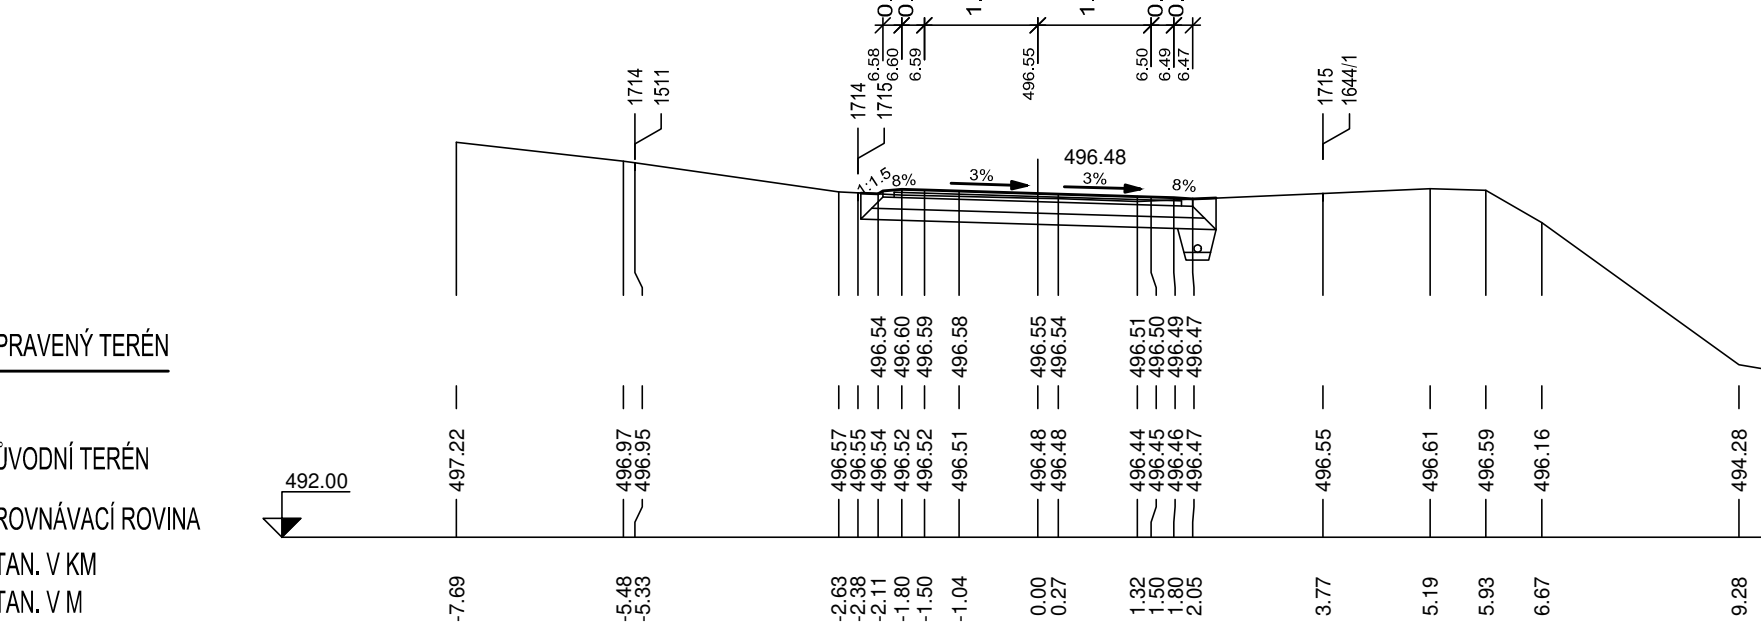 6.58 6.60 6.59 496.55 6.50 6.49 6.47
1714 1511
1714 1715
1715 1644/1
496.48
1:1.5 8% 3% 3% 8%
PRAVENÝ TERÉN 496.54 496.60 496.59 496.58 496.55 496.54 496.51 496.50 496.49 496.47
ŮVODNÍ TERÉN 497.22 496.97 496.95 496.57 496.55 496.54 496.52 496.52 496.51 496.48 496.48 496.44 496.45 496.46 496.47 496.55 496.61 496.59 496.16 494.28
492.00
ROVNÁVACÍ ROVINA
TAN. V KM
TAN. V M -7.69 -5.48 -5.33 -2.63 -2.38 -2.11 -1.80 -1.50 -1.04 0.00 0.27 1.32 1.50 1.80 2.05 3.77 5.19 5.93 6.67 9.28